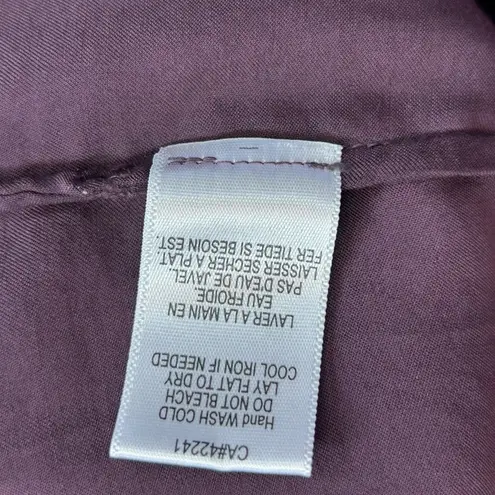 CA#42241
Hand WASH COLD
DO NOT BLEACH
LAY FLAT TO DRY
COOL IRON IF NEEDED
LAVER A LA MAIN EN
EAU FROIDE.
PAS D'EAU DE JAVEL.
LAISSER SECHER A PLAT.
FER TIEDE SI BESOIN EST.